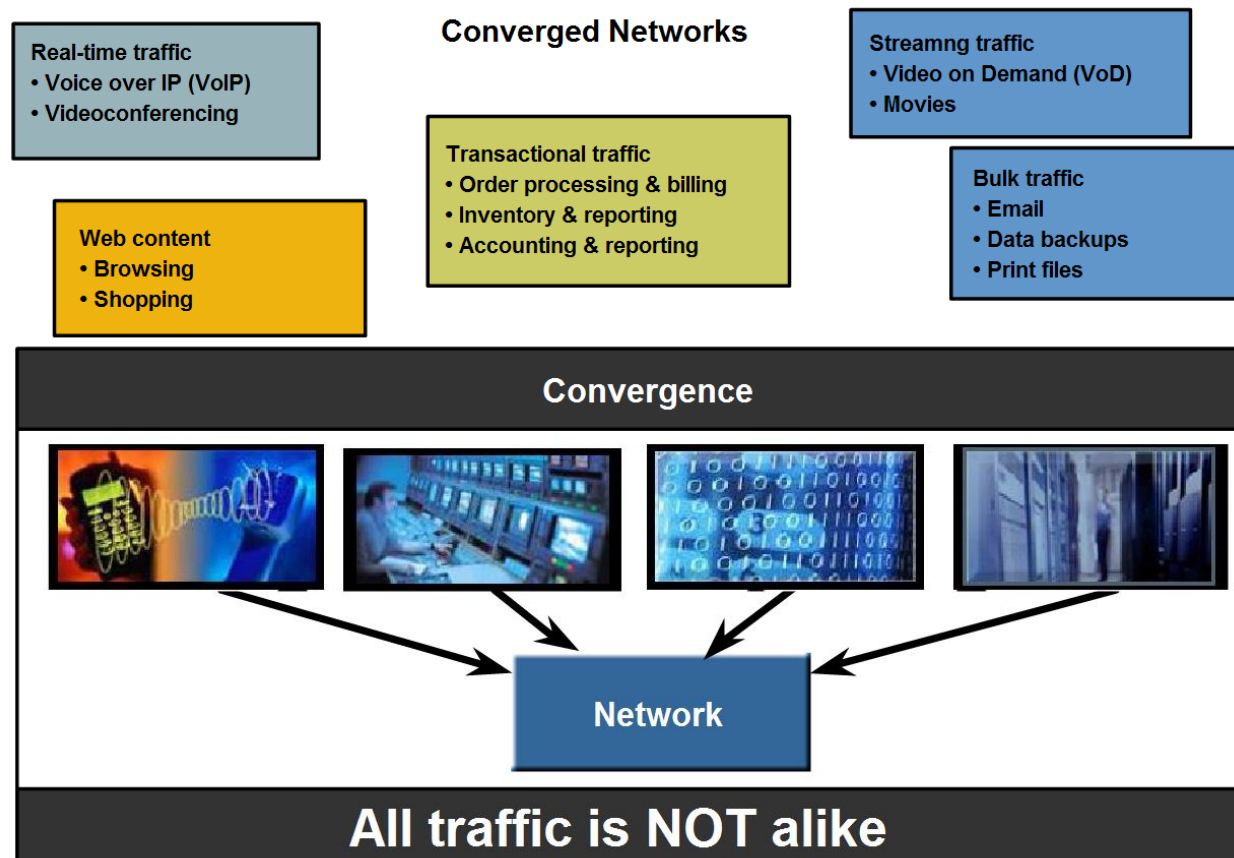 Converged Networks
Real-time traffic
• Voice over IP (VoIP)
• Videoconferencing
Streamng traffic
• Video on Demand (VoD)
• Movies
Transactional traffic
• Order processing & billing
• Inventory & reporting
• Accounting & reporting
Bulk traffic
• Email
• Data backups
• Print files
Web content
• Browsing
• Shopping
Convergence
Network
All traffic is NOT alike